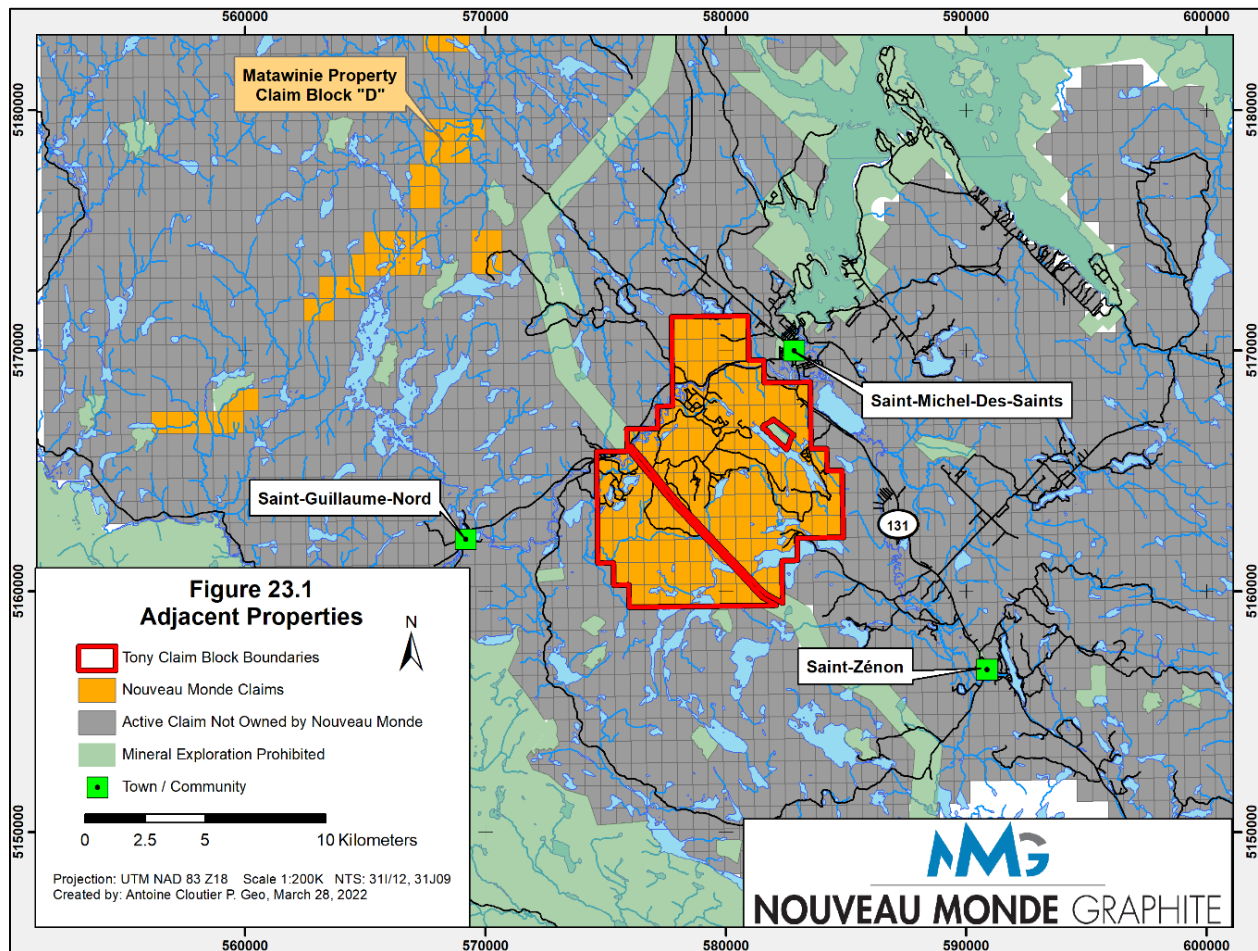 560000
570000
580000
590000
600000
5180000
5170000
5160000
5150000
Matawinie Property
Claim Block "D"
5180000
Saint-Michel-Des-Saints
5170000
Saint-Guillaume-Nord
131
5160000
Saint-Zénon
5150000
Figure 23.1
Adjacent Properties
N
Tony Claim Block Boundaries
Nouveau Monde Claims
Active Claim Not Owned by Nouveau Monde
Mineral Exploration Prohibited
Town / Community
0 2.5 5 10 Kilometers
Projection: UTM NAD 83 Z18 Scale 1:200K NTS: 31I/12, 31J09
Created by: Antoine Cloutier P. Geo, March 28, 2022
NMG
NOUVEAU MONDE GRAPHITE
560000
570000
580000
590000
600000